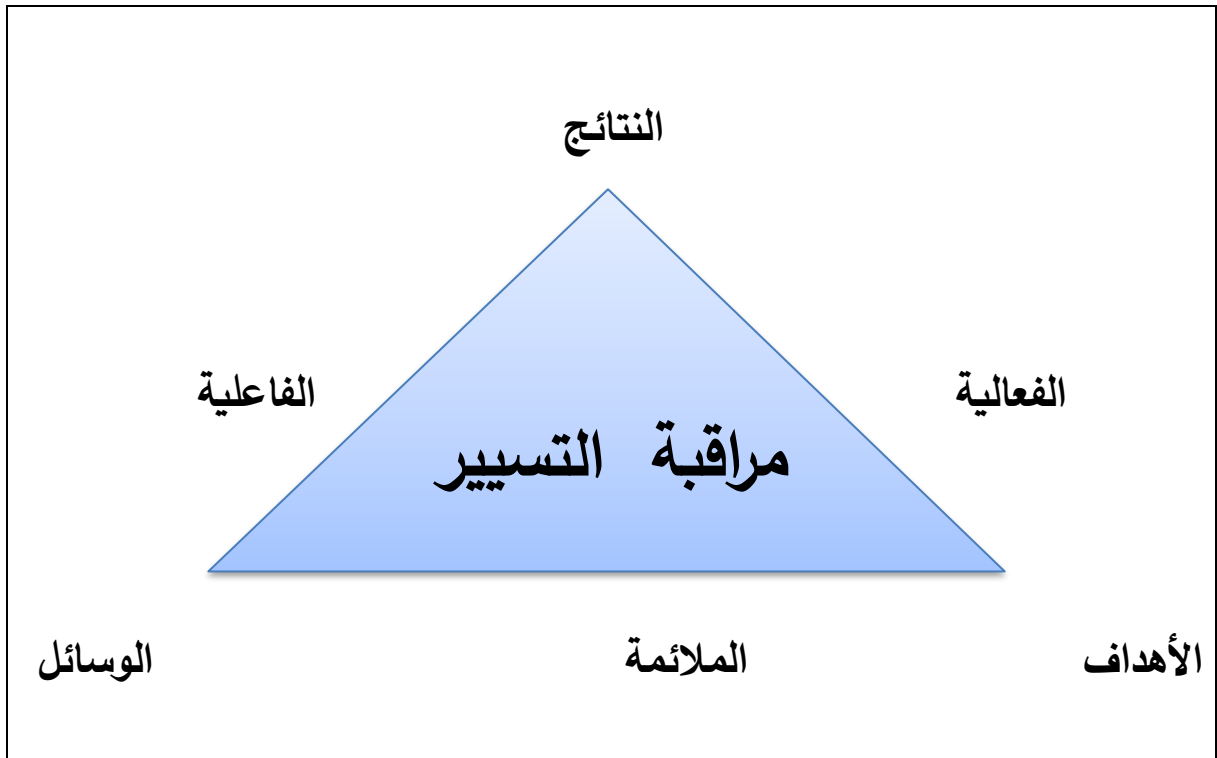 النتائج
الفعالية
الفاعلية
مراقبة التسيير
الأهداف
الملائمة
الوسائل